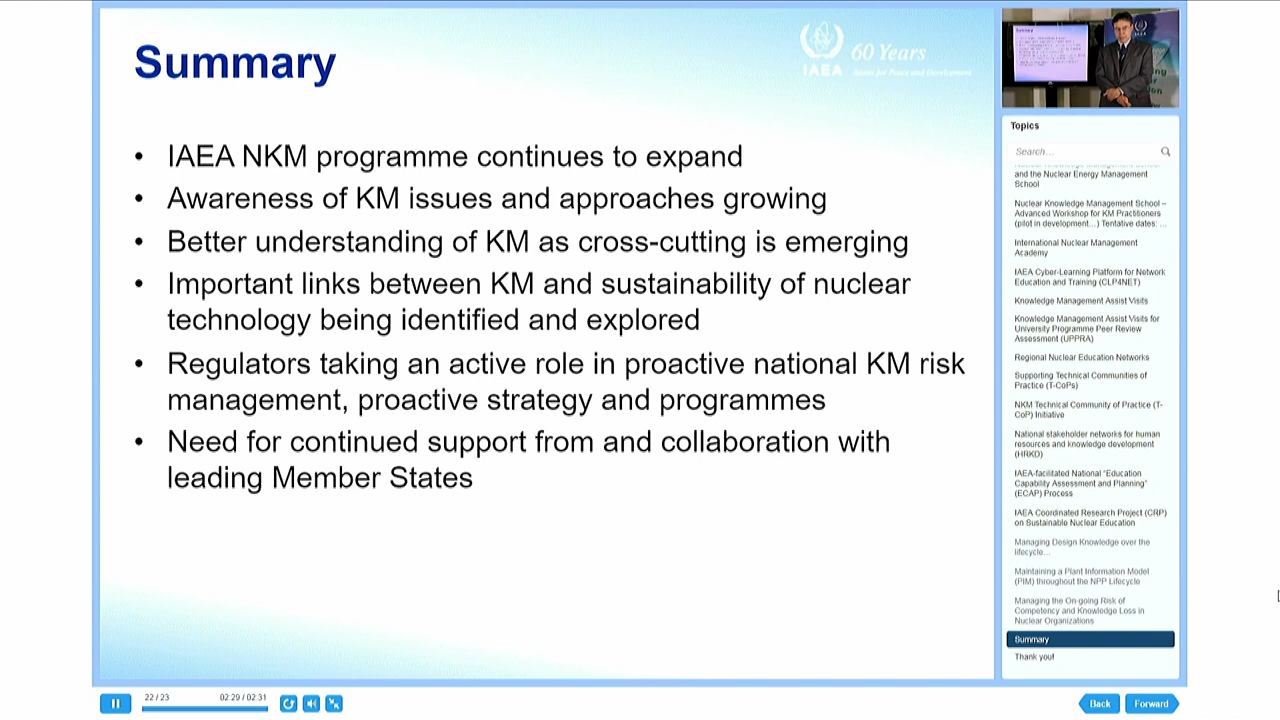 Summary
IAEA
60 Years
Atoms for Peace and Development
• IAEA NKM programme continues to expand
• Awareness of KM issues and approaches growing
• Better understanding of KM as cross-cutting is emerging
• Important links between KM and sustainability of nuclear
technology being identified and explored
• Regulators taking an active role in proactive national KM risk
management, proactive strategy and programmes
• Need for continued support from and collaboration with
leading Member States
Topics
Search...
and the Nuclear Energy Management
School
Nuclear Knowledge Management School –
Advanced Workshop for KM Practitioners
(pilot in development...) Tentative dates: ...
International Nuclear Management
Academy
IAEA Cyber-Learning Platform for Network
Education and Training (CLP4NET)
Knowledge Management Assist Visits
Knowledge Management Assist Visits for
University Programme Peer Review
Assessment (UPPRA)
Regional Nuclear Education Networks
Supporting Technical Communities of
Practice (T-CoPs)
NKM Technical Community of Practice (T-
CoP) Initiative
National stakeholder networks for human
resources and knowledge development
(HRKD)
IAEA-facilitated National "Education
Capability Assessment and Planning"
(ECAP) Process
IAEA Coordinated Research Project (CRP)
on Sustainable Nuclear Education
Managing Design Knowledge over the
lifecycle...
Maintaining a Plant Information Model
(PIM) throughout the NPP Lifecycle
Managing the On-going Risk of
Competency and Knowledge Loss in
Nuclear Organizations
Summary
Thank you!
22 / 23
02:29 / 02:31
Back
Forward